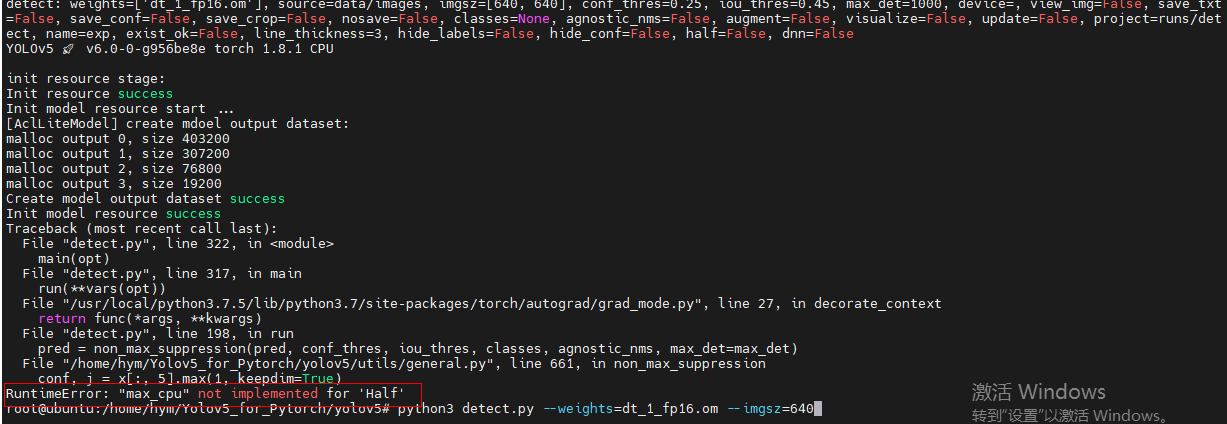 detect: weights=['dt_1_fp16.om'], source=data/images, imgsz=[640, 640], conf_thres=0.25, iou_thres=0.45, max_det=1000, device=, view_img=False, save_txt
=False, save_conf=False, save_crop=False, nosave=False, classes=None, agnostic_nms=False, augment=False, visualize=False, update=False, project=runs/det
ect, name=exp, exist_ok=False, line_thickness=3, hide_labels=False, hide_conf=False, half=False, dnn=False
YOLOv5 🚀 v6.0-0-g956be8e torch 1.8.1 CPU
init resource stage:
Init resource success
Init model resource start ...
[AclLiteModel] create mdoel output dataset:
malloc output 0, size 403200
malloc output 1, size 307200
malloc output 2, size 76800
malloc output 3, size 19200
Create model output dataset success
Init model resource success
Traceback (most recent call last):
  File "detect.py", line 322, in <module>
    main(opt)
  File "detect.py", line 317, in main
    run(**vars(opt))
  File "/usr/local/python3.7.5/lib/python3.7/site-packages/torch/autograd/grad_mode.py", line 27, in decorate_context
    return func(*args, **kwargs)
  File "detect.py", line 198, in run
    pred = non_max_suppression(pred, conf_thres, iou_thres, classes, agnostic_nms, max_det=max_det)
  File "/home/hym/Yolov5_for_Pytorch/yolov5/utils/general.py", line 661, in non_max_suppression
    conf, j = x[:, 5:].max(1, keepdim=True)
RuntimeError: "max_cpu" not implemented for 'Half'
root@ubuntu:/home/hym/Yolov5_for_Pytorch/yolov5# python3 detect.py --weights=dt_1_fp16.om --imgsz=640
激活 Windows
转到"设置"以激活 Windows。